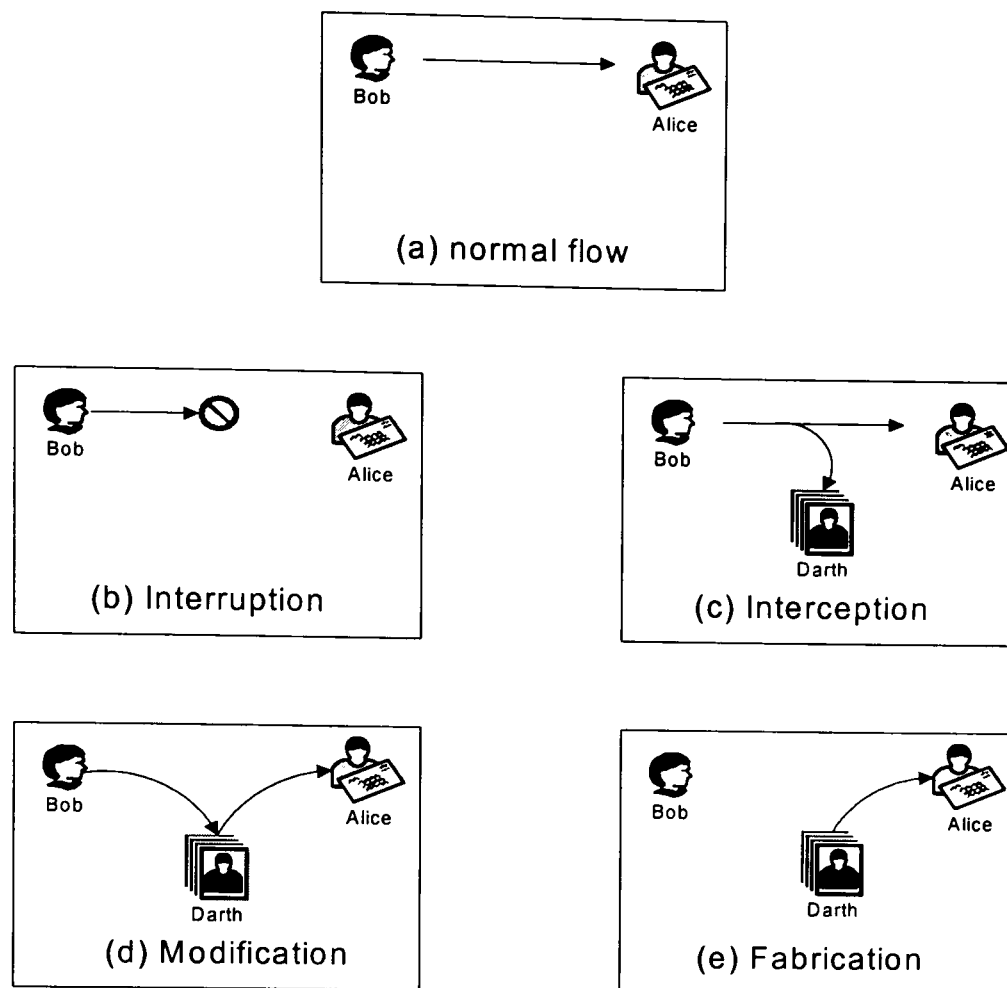 Bob
Alice
(a) normal flow
Bob
Alice
(b) Interruption
Bob
Alice
Darth
(c) Interception
Bob
Alice
Darth
(d) Modification
Bob
Alice
Darth
(e) Fabrication